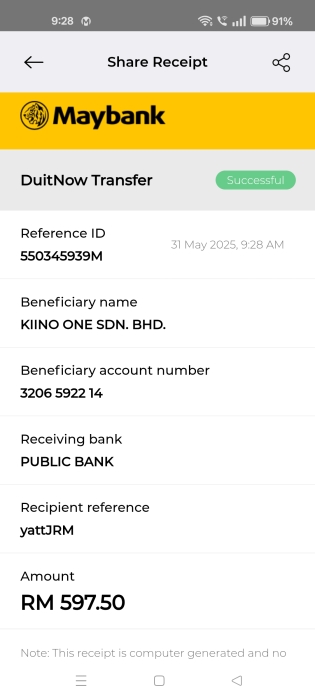 9:28
91%
Share Receipt
Maybank
DuitNow Transfer
Successful
Reference ID
31 May 2025, 9:28 AM
550345939M
Beneficiary name
KIINO ONE SDN. BHD.
Beneficiary account number
3206 5922 14
Receiving bank
PUBLIC BANK
Recipient reference
yattJRM
Amount
RM 597.50
Note: This receipt is computer generated and no